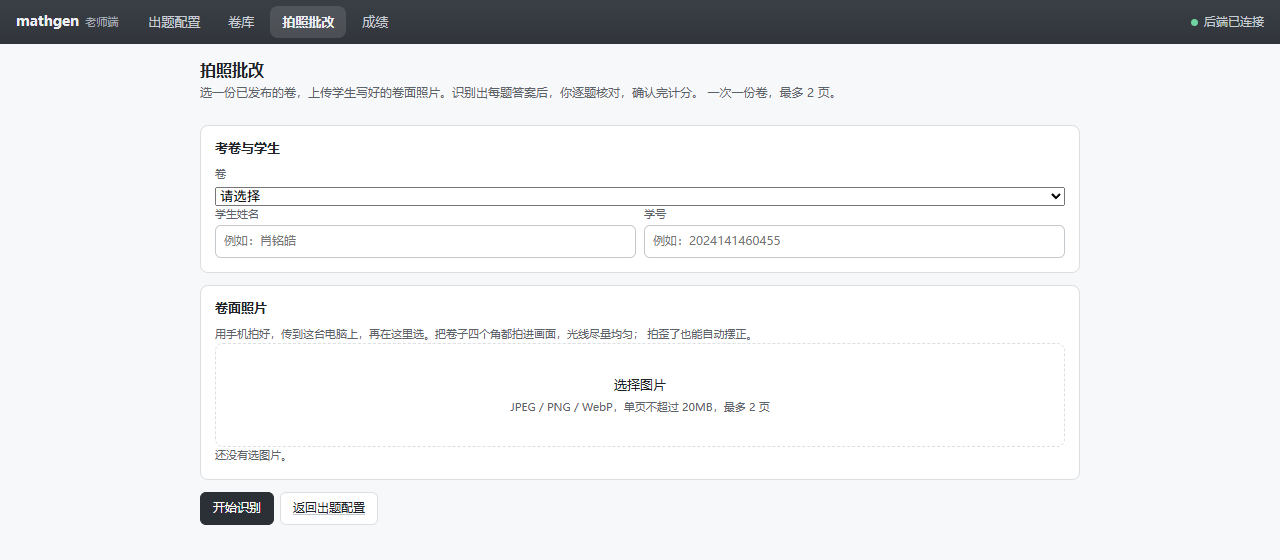 mathgen 老师端 出题配置 卷库 拍照批改 成绩 后端已连接
拍照批改
选一份已发布的卷，上传学生写好的卷面照片。识别出每题答案后，你逐题核对，确认完计分。 一次一份卷，最多 2 页。
考卷与学生
卷
请选择
学生姓名 学号
例如：肖铭皓 例如：2024141460455
卷面照片
用手机拍好，传到这台电脑上，再在这里选。把卷子四个角都拍进画面，光线尽量均匀； 拍歪了也能自动摆正。
选择图片
JPEG / PNG / WebP，单页不超过 20MB，最多 2 页
还没有选图片。
开始识别 返回出题配置